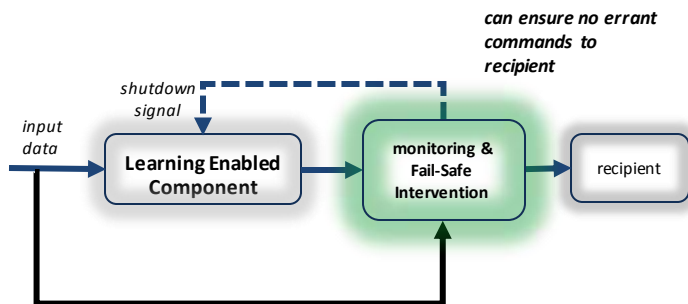 can ensure no errant
commands to
recipient
shutdown
signal
input
data
Learning Enabled
Component
monitoring &
Fail-Safe
Intervention
recipient